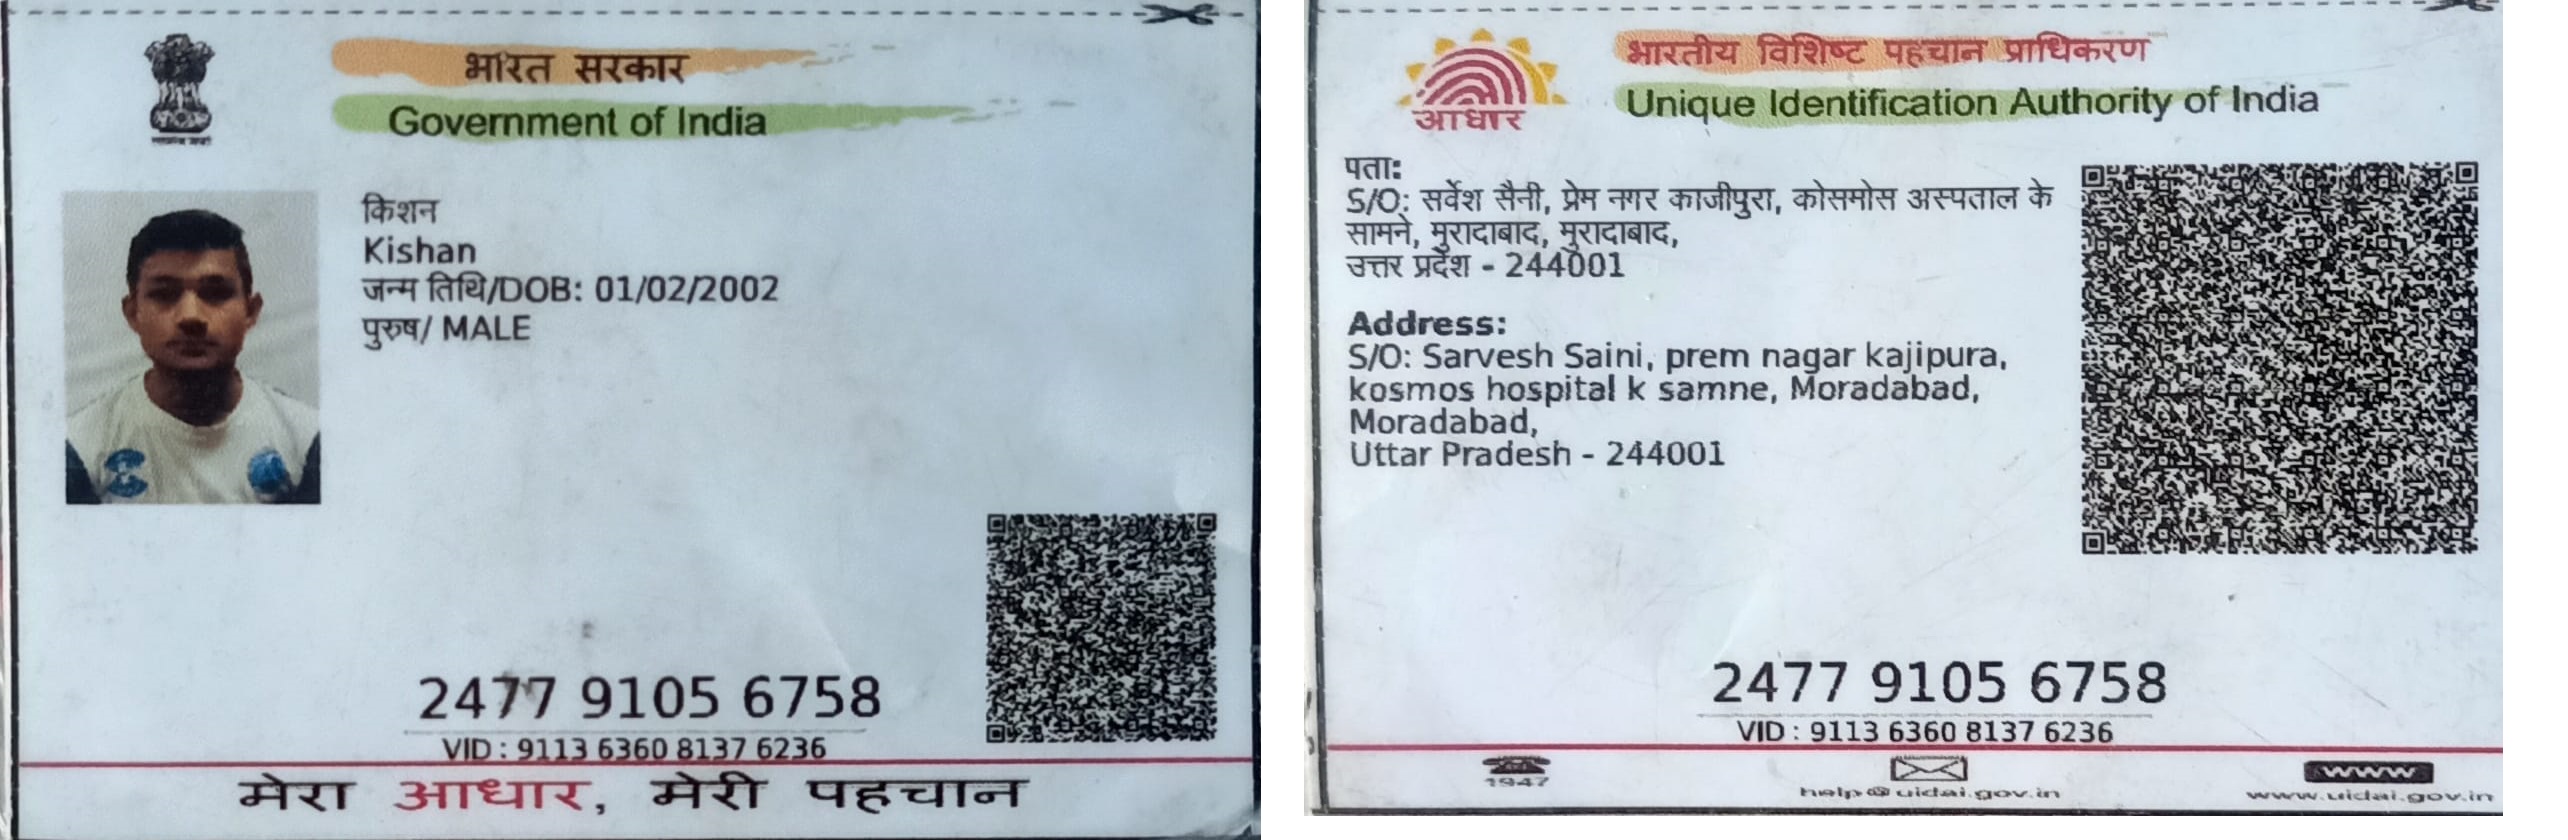 भारत सरकार
Government of India
किशन
Kishan
जन्म तिथि/DOB: 01/02/2002
पुरुष/ MALE
2477 9105 6758
VID : 9113 6360 8137 6236
मेरा आधार, मेरी पहचान
भारतीय विशिष्ट पहचान प्राधिकरण
Unique Identification Authority of India
आधार
पता:
S/O: सर्वेश सैनी, प्रेम नगर काजीपुरा, कोसमोस अस्पताल के
सामने, मुरादाबाद, मुरादाबाद,
उत्तर प्रदेश - 244001
Address:
S/O: Sarvesh Saini, prem nagar kajipura,
kosmos hospital k samne, Moradabad,
Moradabad,
Uttar Pradesh - 244001
2477 9105 6758
VID : 9113 6360 8137 6236
1947
help@uidai.gov.in
www
www.uidai.gov.in